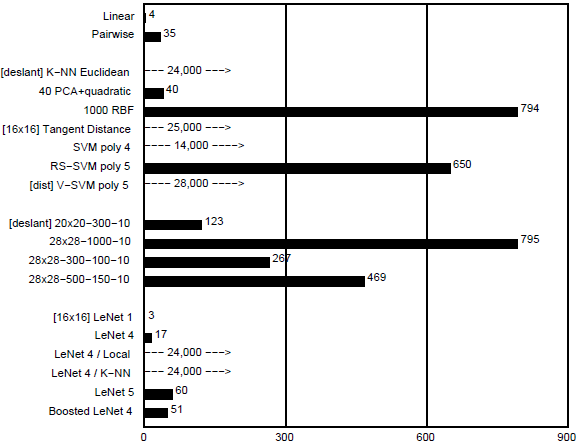 Linear 4
Pairwise 35
[deslant] K−NN Euclidean −−− 24,000 −−−>
40 PCA+quadratic 40
1000 RBF 794
[16x16] Tangent Distance −−− 25,000 −−−>
SVM poly 4 −−−− 14,000 −−−−>
RS−SVM poly 5 650
[dist] V−SVM poly 5 −−−− 28,000 −−−−>
[deslant] 20x20−300−10 123
28x28−1000−10 795
28x28−300−100−10 267
28x28−500−150−10 469
[16x16] LeNet 1 3
LeNet 4 17
LeNet 4 / Local −−− 24,000 −−−>
LeNet 4 / K−NN −−− 24,000 −−−>
LeNet 5 60
Boosted LeNet 4 51
0 300 600 900